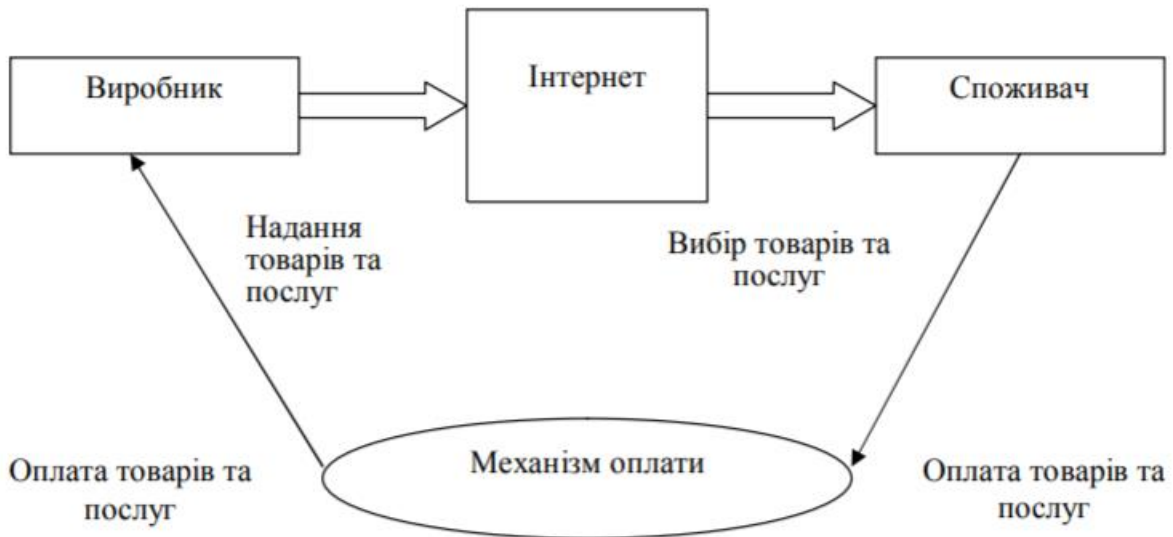 Виробник
Інтернет
Споживач
Надання
товарів та
послуг
Вибір товарів та
послуг
Механізм оплати
Оплата товарів та
послуг
Оплата товарів та
послуг